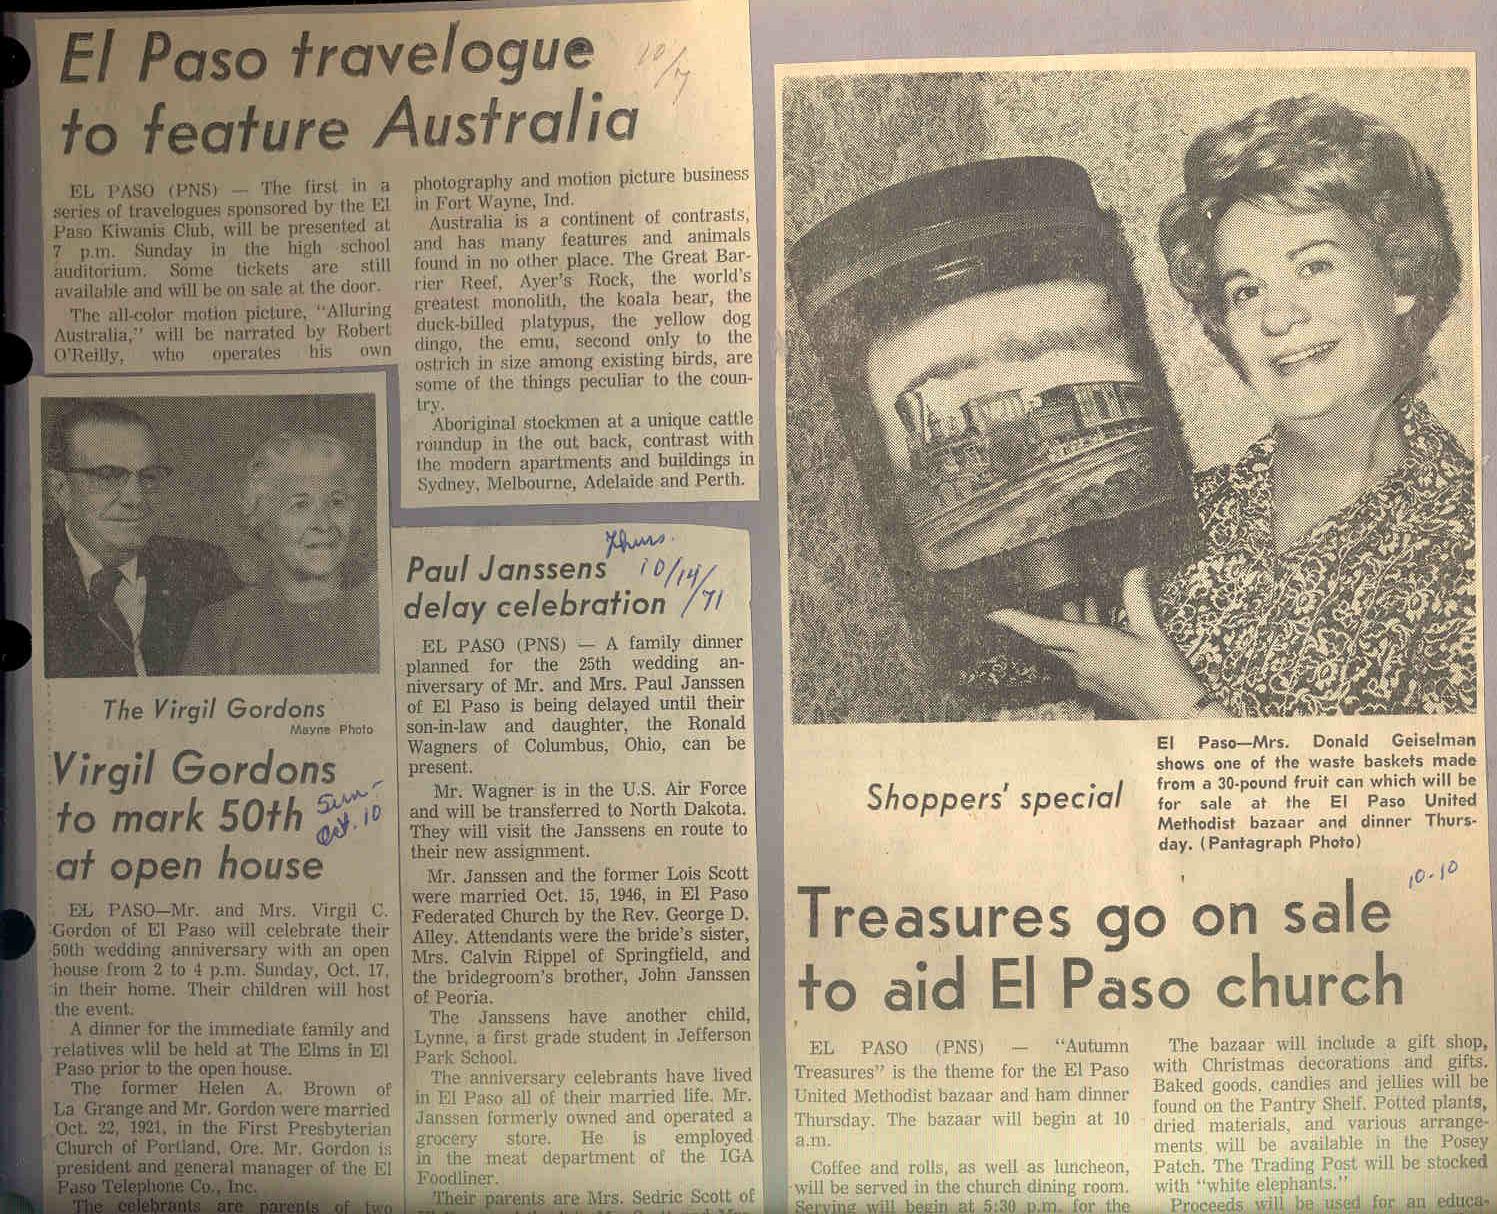 El Paso travelogue
to feature Australia
10/7
EL PASO (PNS) — The first in a
series of travelogues sponsored by the El
Paso Kiwanis Club, will be presented at
7 p.m. Sunday in the high school
auditorium. Some tickets are still
available and will be on sale at the door.
The all-color motion picture, “Alluring
Australia,” will be narrated by Robert
O'Reilly, who operates his own
photography and motion picture business
in Fort Wayne, Ind.
Australia is a continent of contrasts,
and has many features and animals
found in no other place. The Great Bar-
rier Reef, Ayer's Rock, the world's
greatest monolith, the koala bear, the
duck-billed platypus, the yellow dog
dingo, the emu, second only to the
ostrich in size among existing birds, are
some of the things peculiar to the coun-
try.
Aboriginal stockmen at a unique cattle
roundup in the out back, contrast with
the modern apartments and buildings in
Sydney, Melbourne, Adelaide and Perth.
The Virgil Gordons
Mayne Photo
Virgil Gordons
to mark 50th
at open house
Sun-
Oct. 10
EL PASO—Mr. and Mrs. Virgil C.
Gordon of El Paso will celebrate their
50th wedding anniversary with an open
house from 2 to 4 p.m. Sunday, Oct. 17,
in their home. Their children will host
the event.
A dinner for the immediate family and
relatives wlil be held at The Elms in El
Paso prior to the open house.
The former Helen A. Brown of
La Grange and Mr. Gordon were married
Oct. 22, 1921, in the First Presbyterian
Church of Portland, Ore. Mr. Gordon is
president and general manager of the El
Paso Telephone Co., Inc.
The celebrants are parents of two
Paul Janssens
delay celebration
Thurs.
10/14/
/71
EL PASO (PNS) — A family dinner
planned for the 25th wedding an-
niversary of Mr. and Mrs. Paul Janssen
of El Paso is being delayed until their
son-in-law and daughter, the Ronald
Wagners of Columbus, Ohio, can be
present.
Mr. Wagner is in the U.S. Air Force
and will be transferred to North Dakota.
They will visit the Janssens en route to
their new assignment.
Mr. Janssen and the former Lois Scott
were married Oct. 15, 1946, in El Paso
Federated Church by the Rev. George D.
Alley. Attendants were the bride's sister,
Mrs. Calvin Rippel of Springfield, and
the bridegroom's brother, John Janssen
of Peoria.
The Janssens have another child,
Lynne, a first grade student in Jefferson
Park School.
The anniversary celebrants have lived
in El Paso all of their married life. Mr.
Janssen formerly owned and operated a
grocery store. He is employed
in the meat department of the IGA
Foodliner.
Their parents are Mrs. Sedric Scott of
Shoppers' special
El Paso—Mrs. Donald Geiselman
shows one of the waste baskets made
from a 30-pound fruit can which will be
for sale at the El Paso United
Methodist bazaar and dinner Thurs-
day. (Pantagraph Photo)
10-10
Treasures go on sale
to aid El Paso church
EL PASO (PNS) — “Autumn
Treasures” is the theme for the El Paso
United Methodist bazaar and ham dinner
Thursday. The bazaar will begin at 10
a.m.
Coffee and rolls, as well as luncheon,
will be served in the church dining room.
Serving will begin at 5:30 p.m. for the
The bazaar will include a gift shop,
with Christmas decorations and gifts.
Baked goods, candies and jellies will be
found on the Pantry Shelf. Potted plants,
dried materials, and various arrange-
ments will be available in the Posey
Patch. The Trading Post will be stocked
with “white elephants.”
Proceeds will be used for an educa-